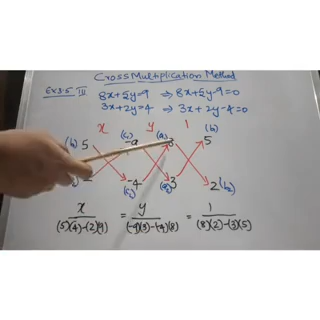 Cross Multiplication Method
Ex 3.5 III 8x+5y=9 ⇒ 8x+5y-9=0
3x+2y=4 ⇒ 3x+2y-4=0
x y 1
(b₁) 5 (c₁) -9 (a₁) 8 5 (b₁)
(c₂) -4 (a₂) 3 2 (b₂)
x/((5)(4)-(2)(9)) = y/((-9)(3)-(-4)(8)) = 1/((8)(2)-(3)(5))